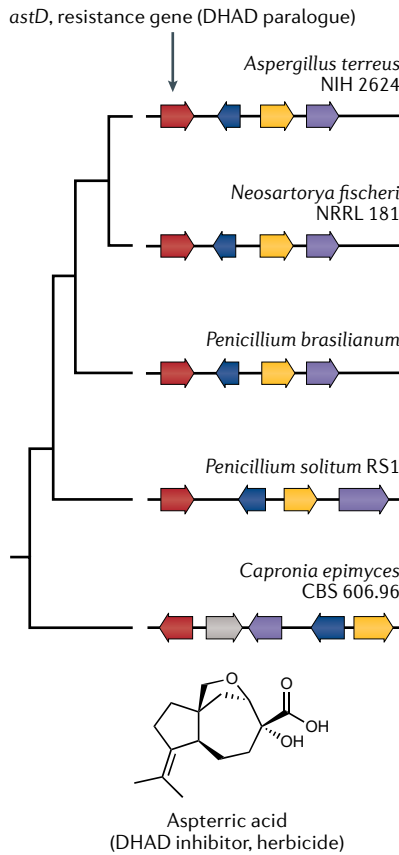 astD, resistance gene (DHAD paralogue)
Aspergillus terreus
NIH 2624
Neosartorya fischeri
NRRL 181
Penicillium brasilianum
Penicillium solitum RS1
Capronia epimyces
CBS 606.96
O
O
OH
OH
Aspterric acid
(DHAD inhibitor, herbicide)